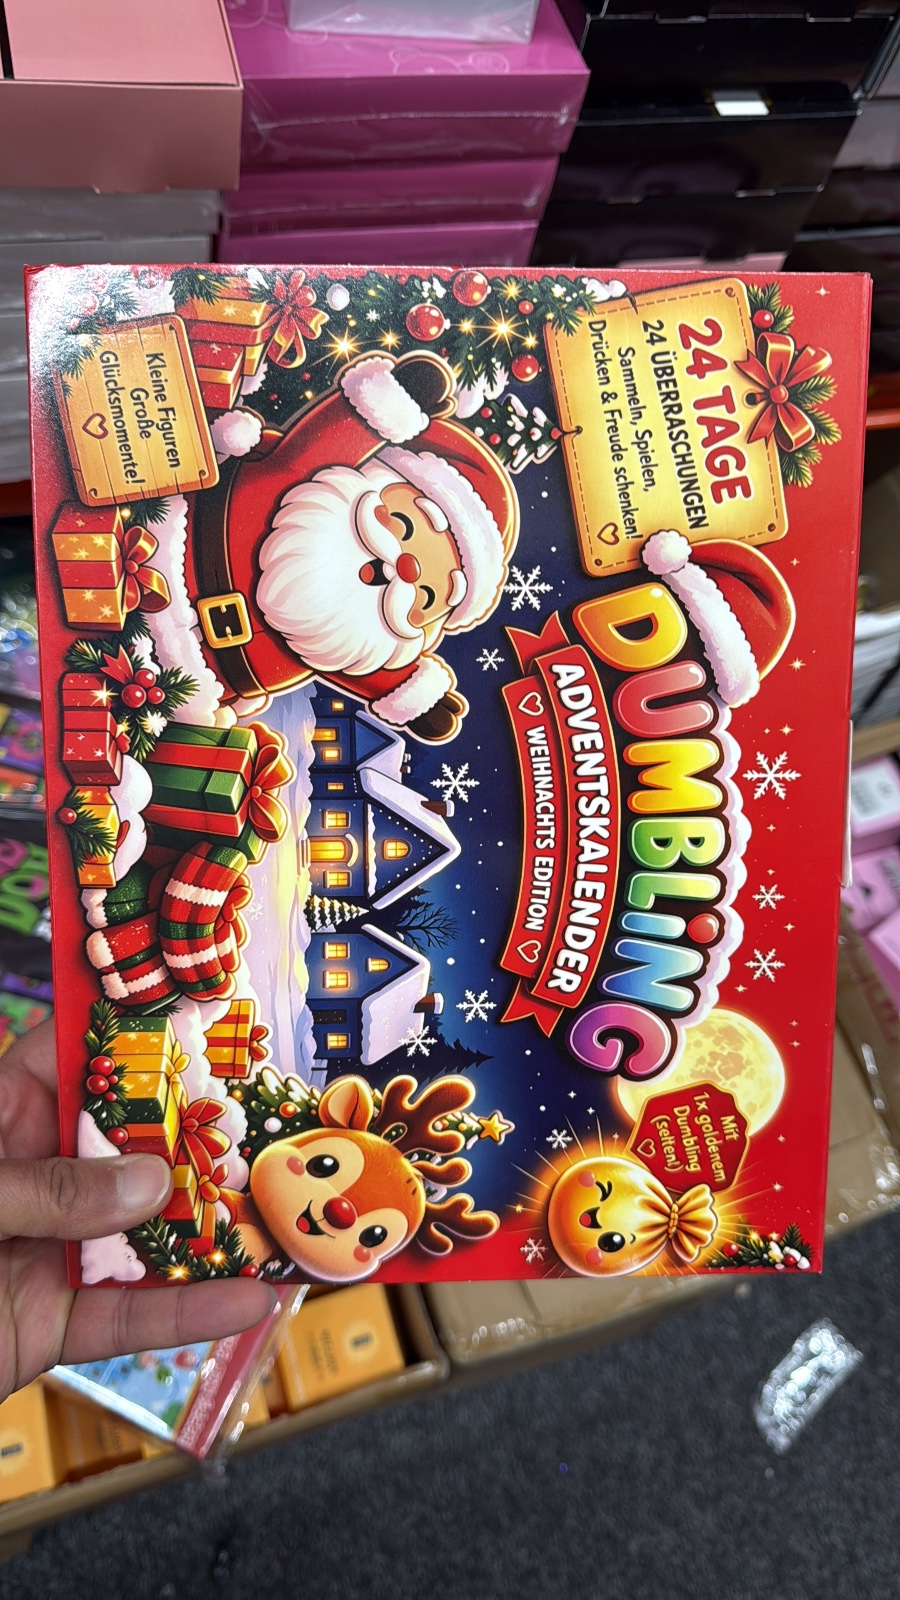 24 TAGE
24 ÜBERRASCHUNGEN
Sammeln, Spielen,
Drücken & Freude schenken!
DUMBLING
ADVENTSKALENDER
WEIHNACHTS EDITION
Mit
1x goldenem
Dumbling
(selten!)
Kleine Figuren
Große
Glücksmomente!